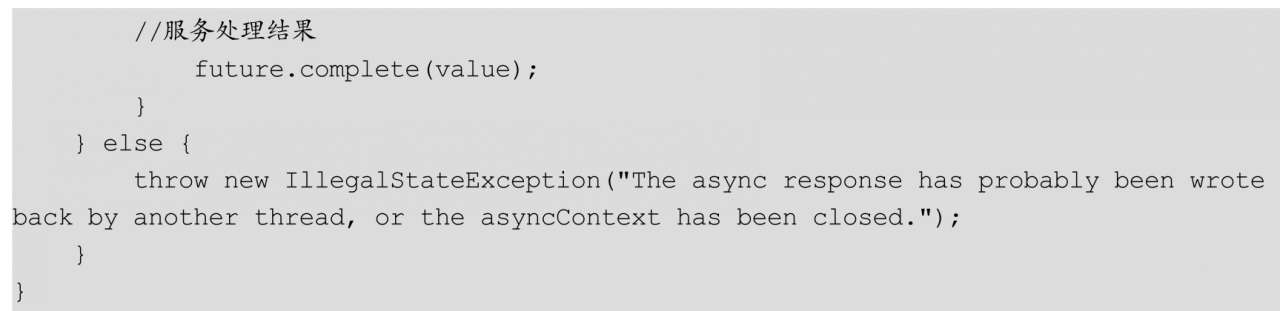 //服务处理结果
            future.complete(value);
        }
    } else {
        throw new IllegalStateException("The async response has probably been wrote
back by another thread, or the asyncContext has been closed.");
    }
}